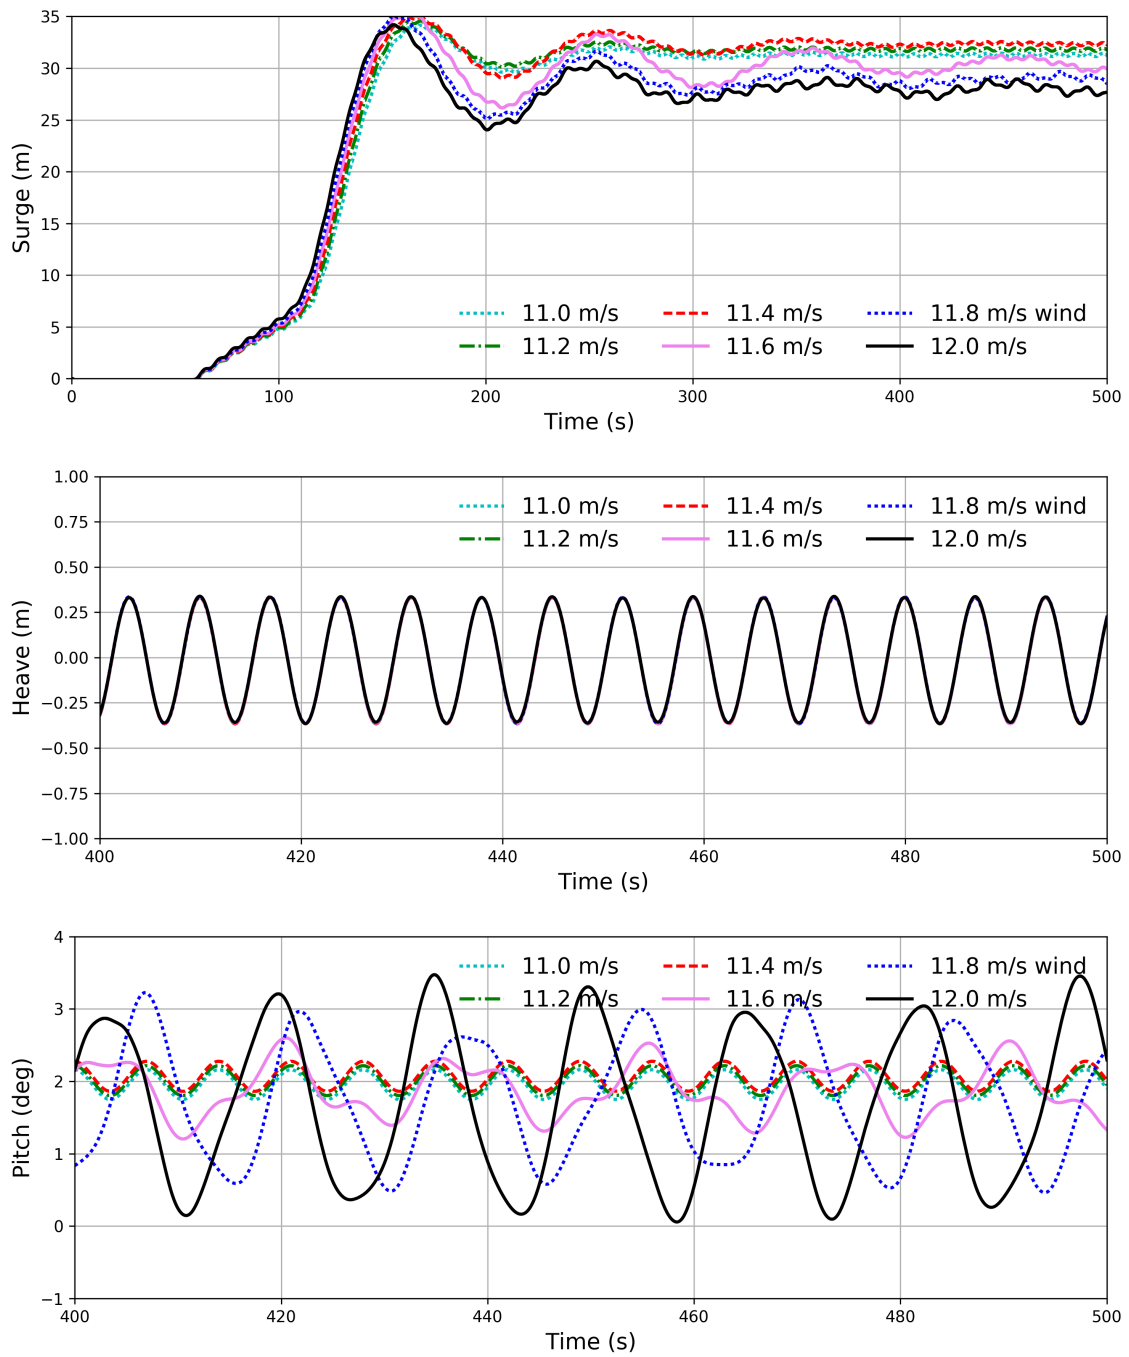 35
30
25
20
15
10
5
0
Surge (m)
11.0 m/s 11.4 m/s 11.8 m/s wind
11.2 m/s 11.6 m/s 12.0 m/s
0 100 200 300 400 500
Time (s)
1.00
0.75
0.50
0.25
0.00
−0.25
−0.50
−0.75
−1.00
Heave (m)
11.0 m/s 11.4 m/s 11.8 m/s wind
11.2 m/s 11.6 m/s 12.0 m/s
400 420 440 460 480 500
Time (s)
4
3
2
1
0
−1
Pitch (deg)
11.0 m/s 11.4 m/s 11.8 m/s wind
11.2 m/s 11.6 m/s 12.0 m/s
400 420 440 460 480 500
Time (s)